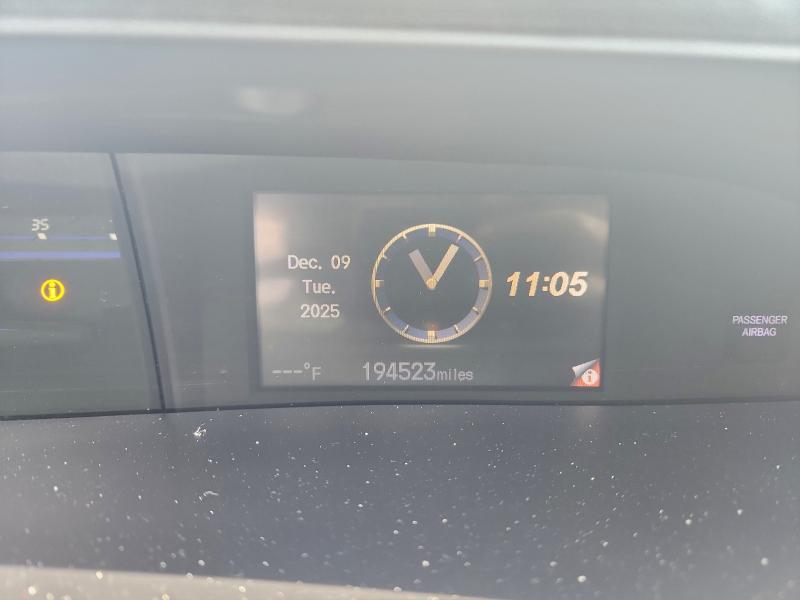 35
Dec. 09
Tue.
2025
11:05
---°F
194523miles
i
i
PASSENGER
AIRBAG